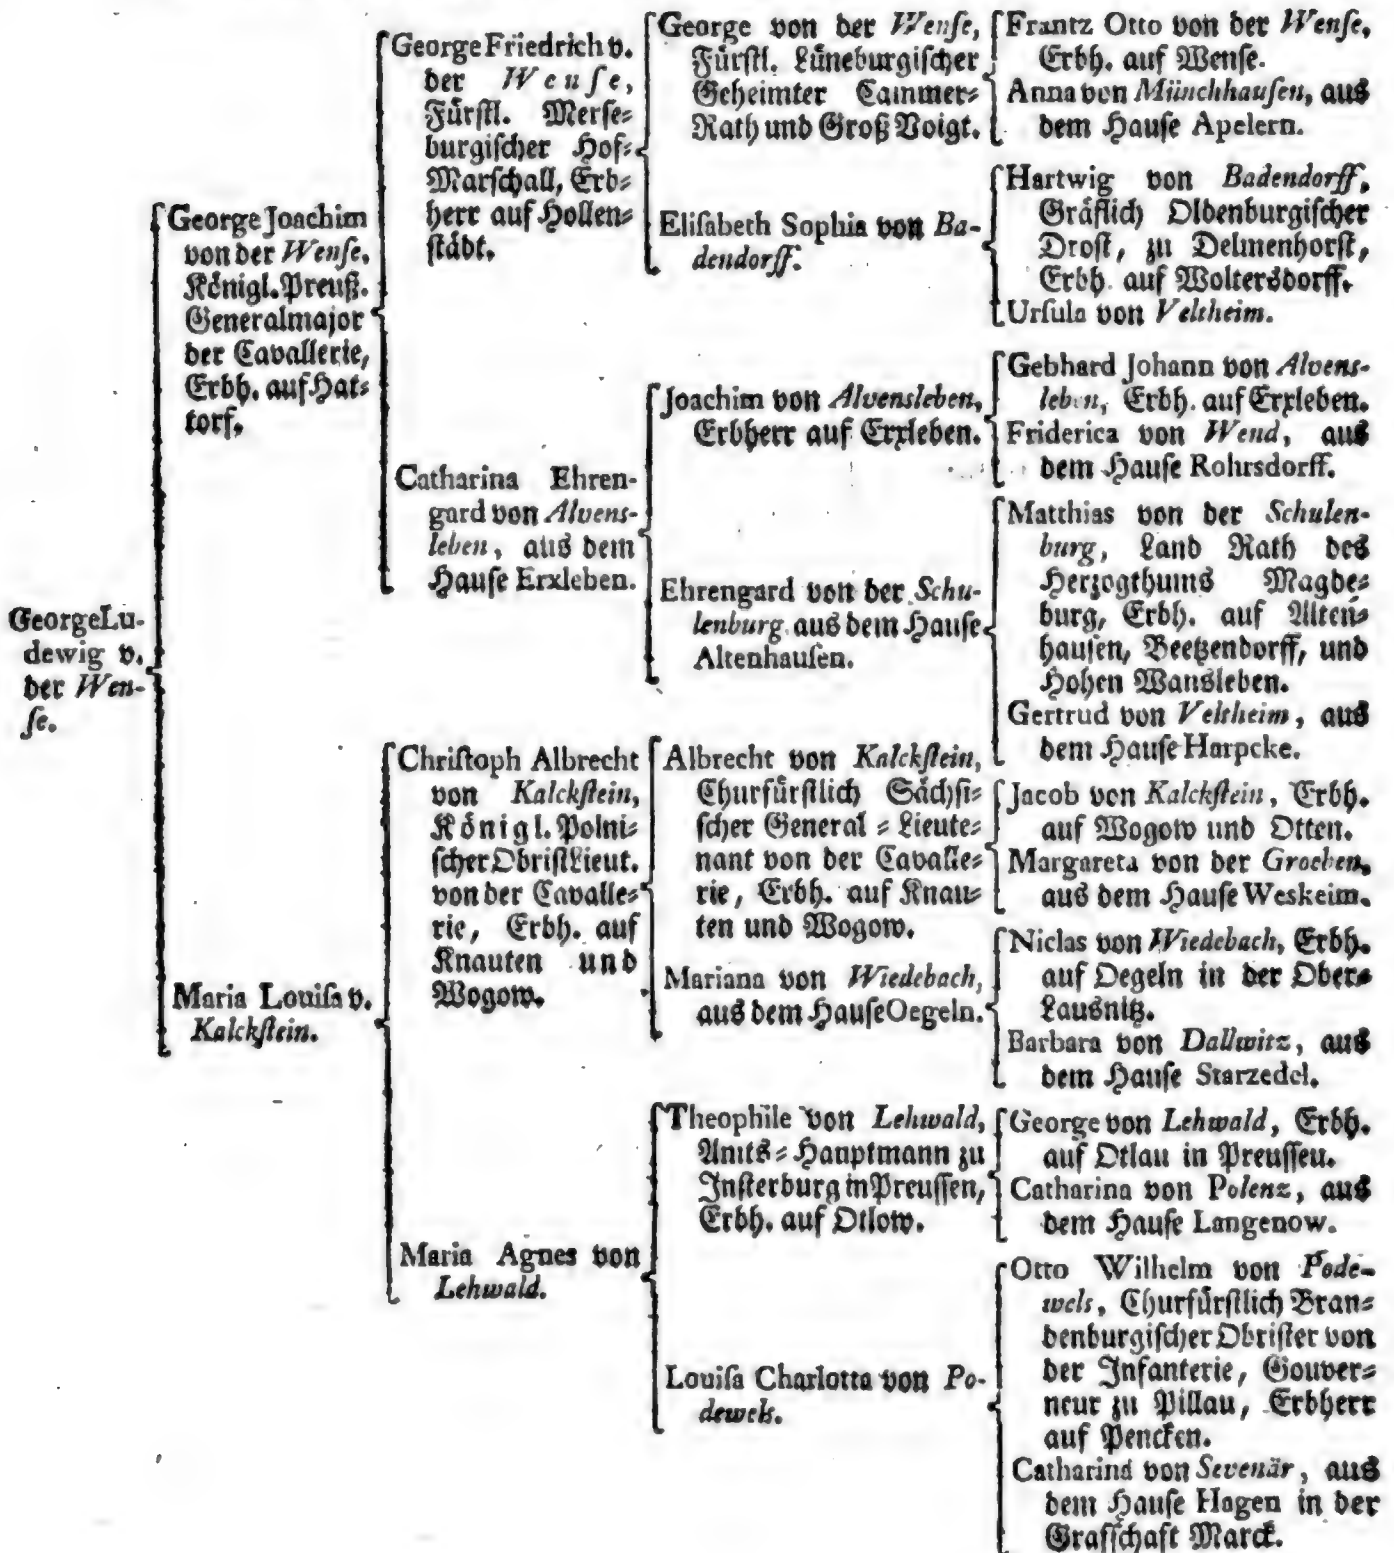 GeorgeLu-
dewig v.
der Wen-
se.
George Joachim
von der Wense,
Königl. Preuß.
Generalmajor
der Cavallerie,
Erbh. auf Hat-
torf.
Maria Louisa v.
Kalckstein.
George Friedrich v.
der Wense,
Fürstl. Merse-
burgischer Hof-
Marschall, Erb-
herr auf Hollen-
städt.
Catharina Ehren-
gard von Alvens-
leben, aus dem
Hause Erxleben.
Christoph Albrecht
von Kalckstein,
Königl. Polni-
scher ObristLieut.
von der Cavalle-
rie, Erbh. auf
Knauten und
Wogow.
Maria Agnes von
Lehwald.
George von der Wense,
Fürstl. Lüneburgischer
Geheimter Cammer-
Rath und Groß Voigt.
Elisabeth Sophia von Ba-
dendorff.
Joachim von Alvensleben,
Erbherr auf Erxleben.
Ehrengard von der Schu-
lenburg aus dem Hause
Altenhausen.
Albrecht von Kalckstein,
Churfürstlich Sächsi-
scher General-Lieute-
nant von der Cavalle-
rie, Erbh. auf Knau-
ten und Wogow.
Mariana von Wiedebach,
aus dem Hause Oegeln.
Theophile von Lehwald,
Amts-Hauptmann zu
Insterburg in Preussen,
Erbh. auf Otlow.
Louisa Charlotta von Po-
dewels.
Frantz Otto von der Wense,
Erbh. auf Wense.
Anna von Münchhausen, aus
dem Hause Apelern.
Hartwig von Badendorff,
Gräflich Oldenburgischer
Drost, zu Delmenhorst,
Erbh. auf Woltersdorff.
Ursula von Veltheim.
Gebhard Johann von Alvens-
leben, Erbh. auf Erxleben.
Friderica von Wend, aus
dem Hause Rohrsdorff.
Matthias von der Schulen-
burg, Land Rath des
Herzogthums Magde-
burg, Erbh. auf Alten-
hausen, Beetzendorff, und
Hohen Wansleben.
Gertrud von Veltheim, aus
dem Hause Harpcke.
Jacob von Kalckstein, Erbh.
auf Wogow und Otten.
Margareta von der Groeben,
aus dem Hause Weskeim.
Niclas von Wiedebach, Erbh.
auf Oegeln in der Ober-
Lausnitz.
Barbara von Dallwitz, aus
dem Hause Starzedel.
George von Lehwald, Erbh.
auf Otlau in Preussen.
Catharina von Polenz, aus
dem Hause Langenow.
Otto Wilhelm von Pode-
wels, Churfürstlich Bran-
denburgischer Obrister von
der Infanterie, Gouver-
neur zu Pillau, Erbherr
auf Pencken.
Catharina von Sevenär, aus
dem Hause Hagen in der
Grafschaft Marck.